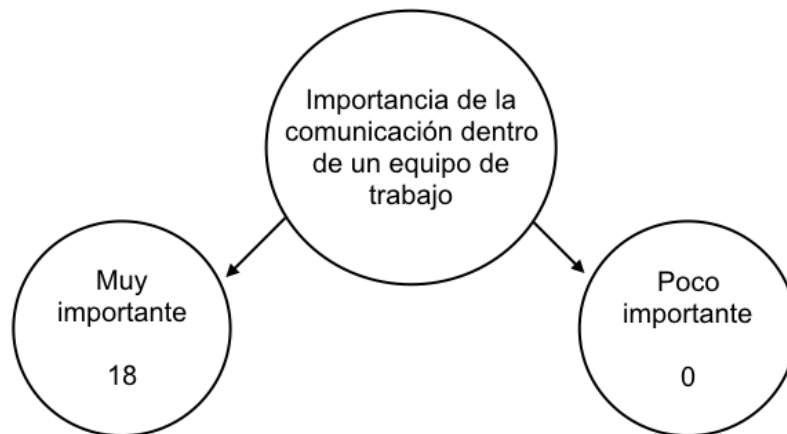 Importancia de la
comunicación dentro
de un equipo de
trabajo
Muy
importante
18
Poco
importante
0